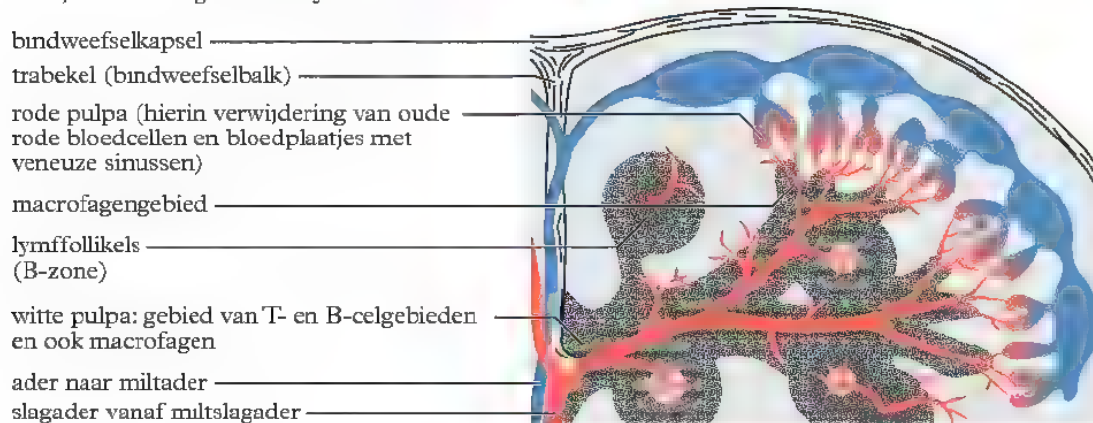 bindweefselkapsel
trabekel (bindweefselbalk)
rode pulpa (hierin verwijdering van oude
rode bloedcellen en bloedplaatjes met
veneuze sinussen)
macrofagengebied
lymffollikels
(B-zone)
witte pulpa: gebied van T- en B-celgebieden
en ook macrofagen
ader naar miltader
slagader vanaf miltslagader